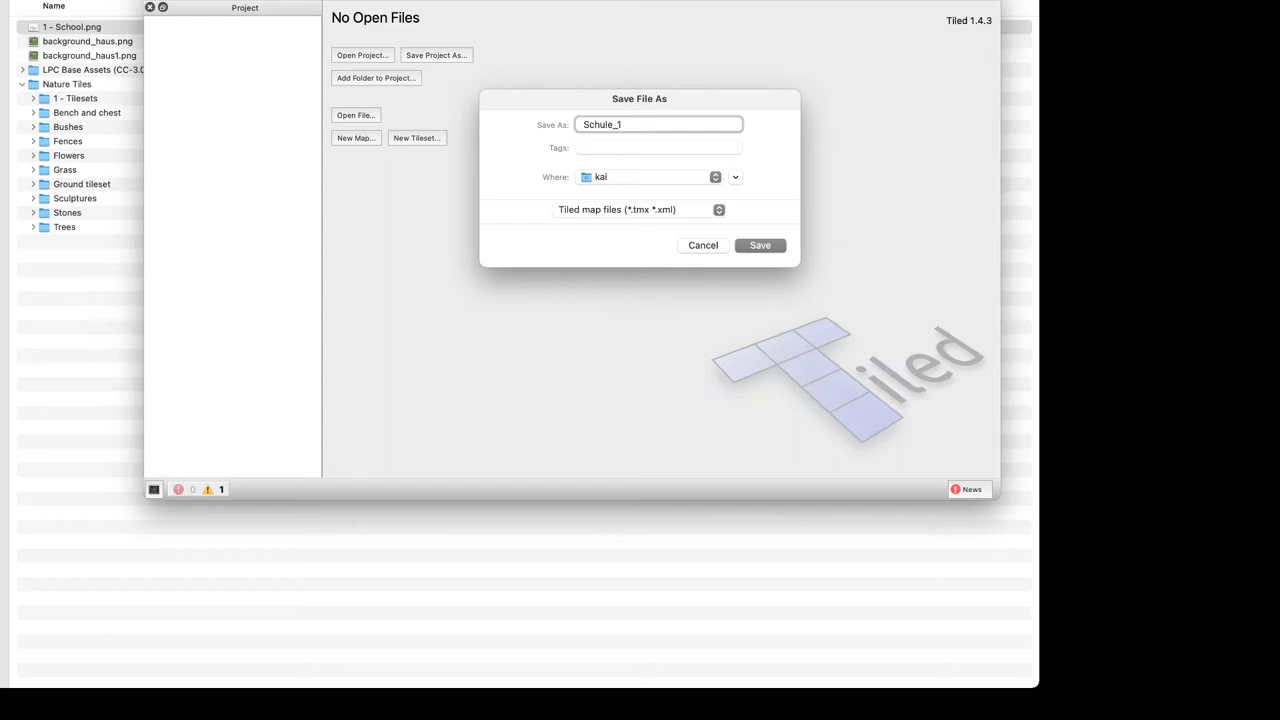 Name
1 - School.png
background_haus.png
background_haus1.png
LPC Base Assets (CC-3.0
Nature Tiles
1 - Tilesets
Bench and chest
Bushes
Fences
Flowers
Grass
Ground tileset
Sculptures
Stones
Trees
Project
No Open Files
Tiled 1.4.3
Open Project...
Save Project As...
Add Folder to Project...
Open File...
New Map...
New Tileset...
Save File As
Save As: Schule_1
Tags:
Where: kai
Tiled map files (*.tmx *.xml)
Cancel
Save
Tiled
0
1
News